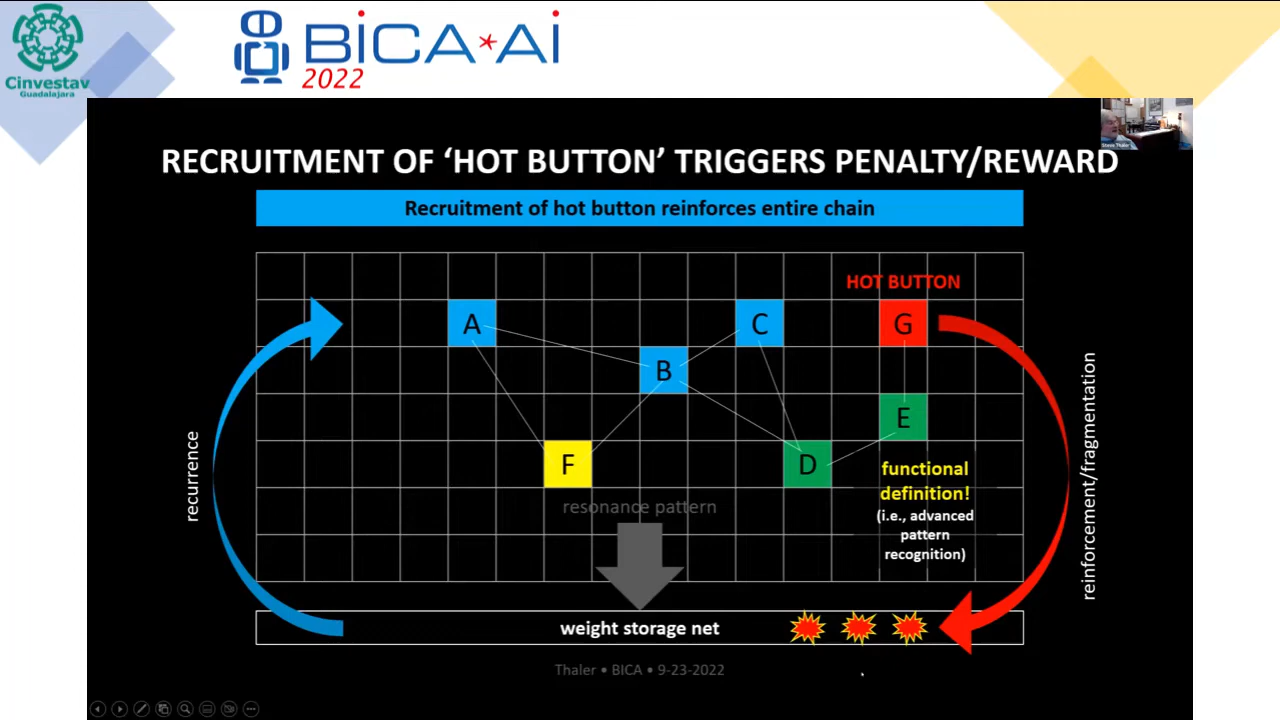 Cinvestav
Guadalajara
BiCA*Ai
2022
Steve Thaler
RECRUITMENT OF ‘HOT BUTTON’ TRIGGERS PENALTY/REWARD
Recruitment of hot button reinforces entire chain
HOT BUTTON
A
C
G
B
E
F
D
functional
definition!
(i.e., advanced
pattern
recognition)
resonance pattern
recurrence
reinforcement/fragmentation
weight storage net
Thaler • BICA • 9-23-2022